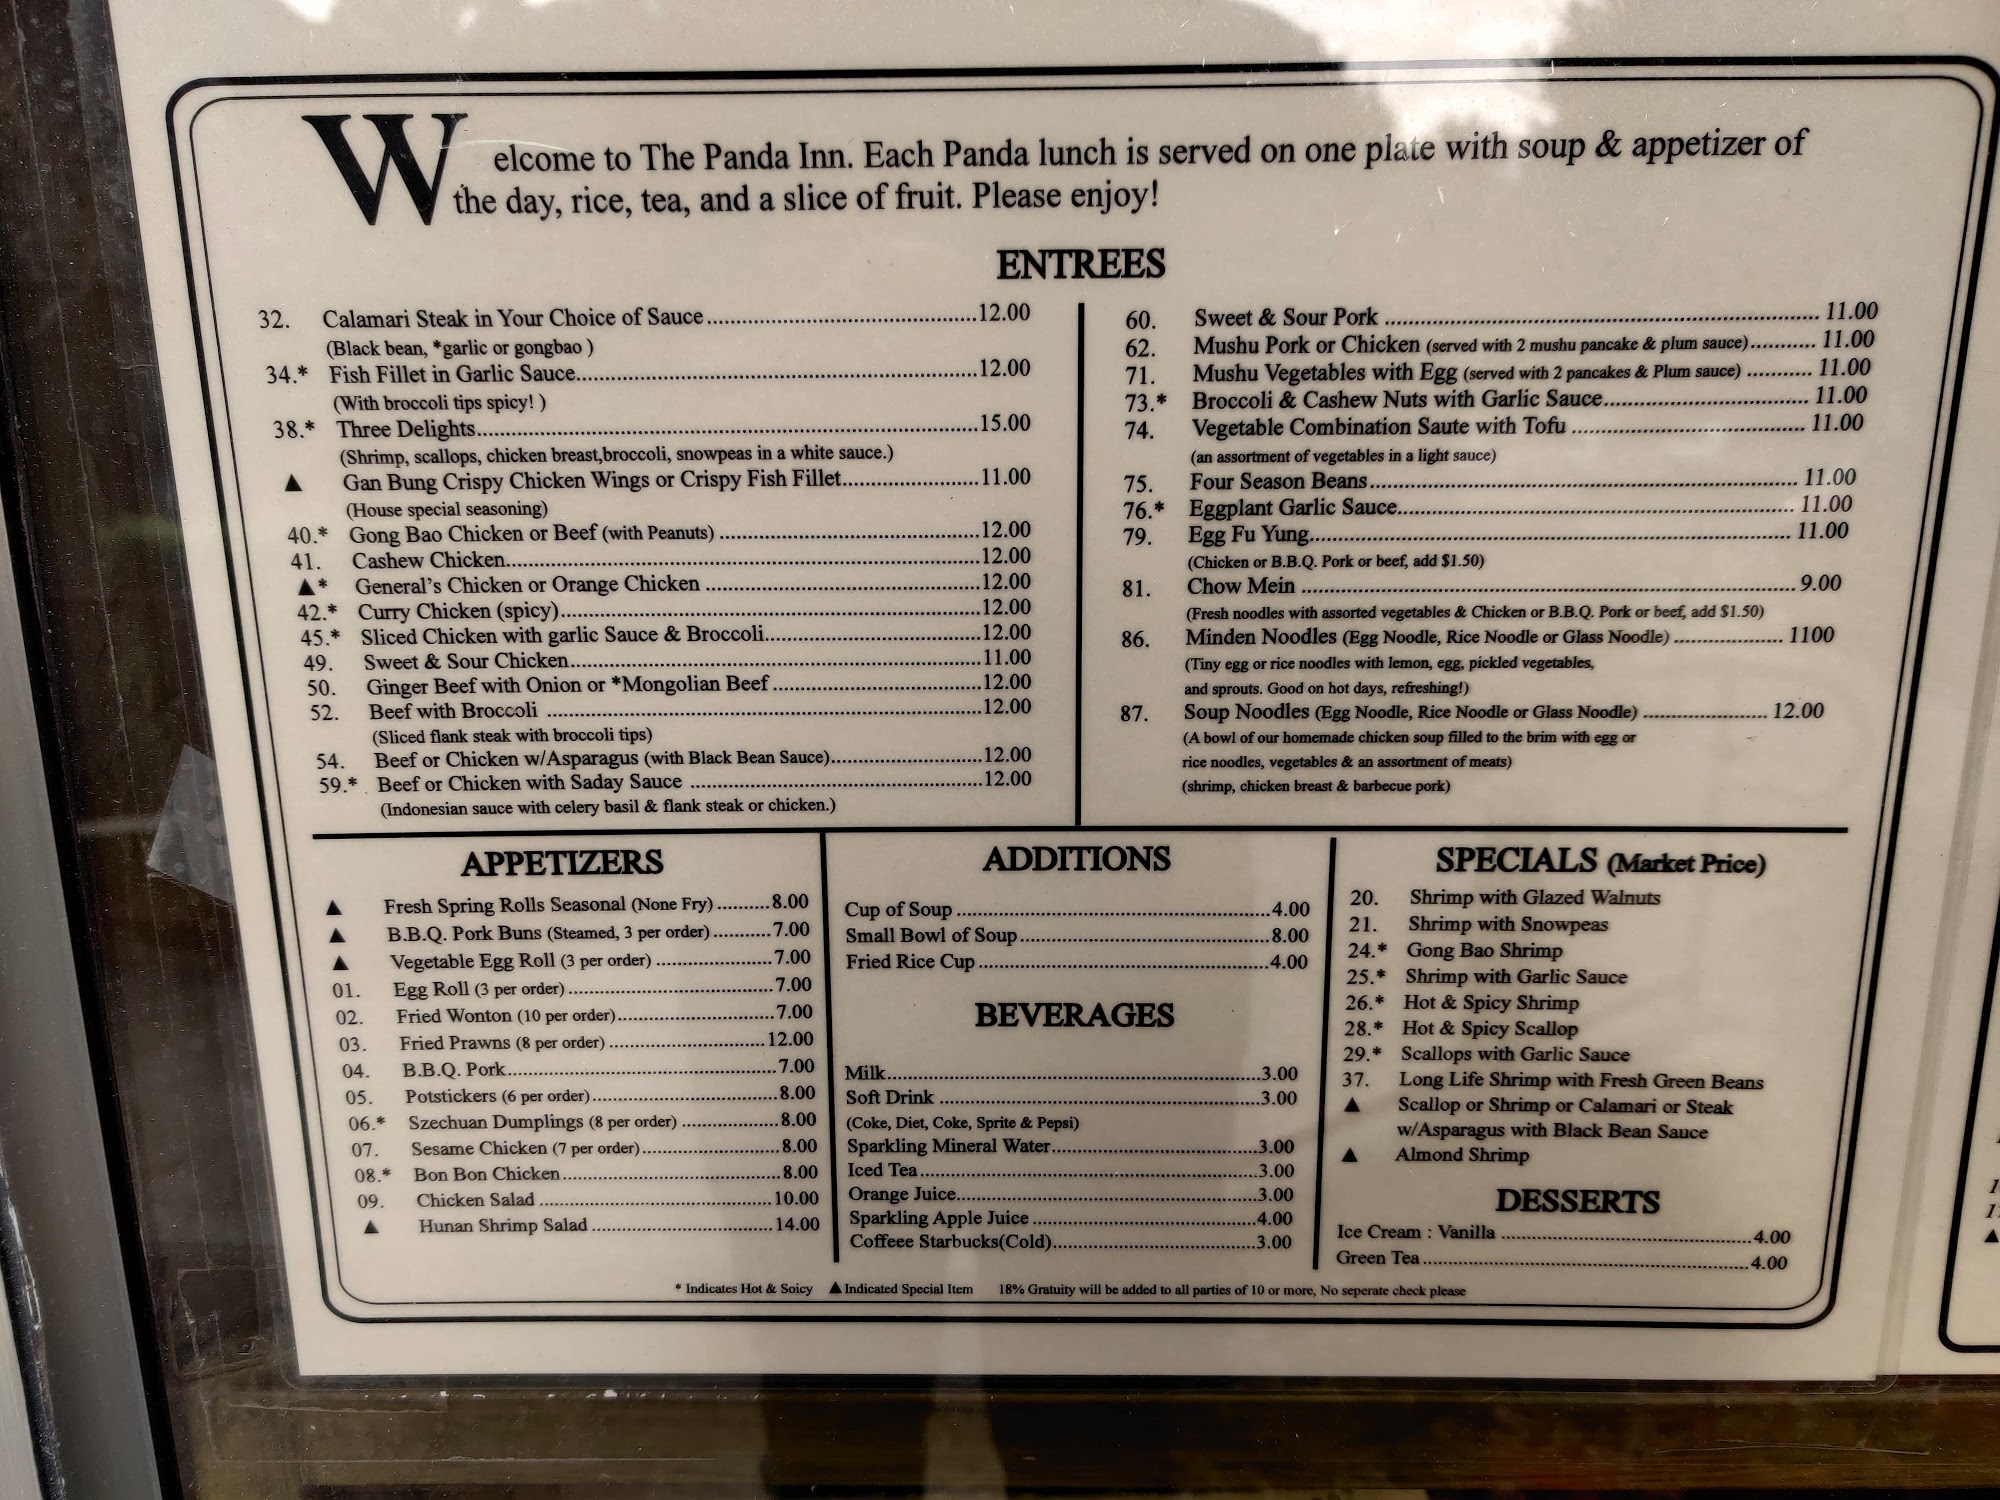 Welcome to The Panda Inn. Each Panda lunch is served on one plate with soup & appetizer of
the day, rice, tea, and a slice of fruit. Please enjoy!
ENTREES
32. Calamari Steak in Your Choice of Sauce 12.00
(Black bean, *garlic or gongbao )
34.* Fish Fillet in Garlic Sauce 12.00
(With broccoli tips spicy! )
38.* Three Delights 15.00
(Shrimp, scallops, chicken breast,broccoli, snowpeas in a white sauce.)
▲ Gan Bung Crispy Chicken Wings or Crispy Fish Fillet 11.00
(House special seasoning)
40.* Gong Bao Chicken or Beef (with Peanuts) 12.00
41. Cashew Chicken 12.00
▲* General's Chicken or Orange Chicken 12.00
42.* Curry Chicken (spicy) 12.00
45.* Sliced Chicken with garlic Sauce & Broccoli 12.00
49. Sweet & Sour Chicken 11.00
50. Ginger Beef with Onion or *Mongolian Beef 12.00
52. Beef with Broccoli 12.00
(Sliced flank steak with broccoli tips)
54. Beef or Chicken w/Asparagus (with Black Bean Sauce) 12.00
59.* Beef or Chicken with Saday Sauce 12.00
(Indonesian sauce with celery basil & flank steak or chicken.)
60. Sweet & Sour Pork 11.00
62. Mushu Pork or Chicken (served with 2 mushu pancake & plum sauce) 11.00
71. Mushu Vegetables with Egg (served with 2 pancakes & Plum sauce) 11.00
73.* Broccoli & Cashew Nuts with Garlic Sauce 11.00
74. Vegetable Combination Saute with Tofu 11.00
(an assortment of vegetables in a light sauce)
75. Four Season Beans 11.00
76.* Eggplant Garlic Sauce 11.00
79. Egg Fu Yung 11.00
(Chicken or B.B.Q. Pork or beef, add $1.50)
81. Chow Mein 9.00
(Fresh noodles with assorted vegetables & Chicken or B.B.Q. Pork or beef, add $1.50)
86. Minden Noodles (Egg Noodle, Rice Noodle or Glass Noodle) 1100
(Tiny egg or rice noodles with lemon, egg, pickled vegetables,
and sprouts. Good on hot days, refreshing!)
87. Soup Noodles (Egg Noodle, Rice Noodle or Glass Noodle) 12.00
(A bowl of our homemade chicken soup filled to the brim with egg or
rice noodles, vegetables & an assortment of meats)
(shrimp, chicken breast & barbecue pork)
APPETIZERS
▲ Fresh Spring Rolls Seasonal (None Fry) 8.00
▲ B.B.Q. Pork Buns (Steamed, 3 per order) 7.00
▲ Vegetable Egg Roll (3 per order) 7.00
01. Egg Roll (3 per order) 7.00
02. Fried Wonton (10 per order) 7.00
03. Fried Prawns (8 per order) 12.00
04. B.B.Q. Pork 7.00
05. Potstickers (6 per order) 8.00
06.* Szechuan Dumplings (8 per order) 8.00
07. Sesame Chicken (7 per order) 8.00
08.* Bon Bon Chicken 8.00
09. Chicken Salad 10.00
▲ Hunan Shrimp Salad 14.00
ADDITIONS
Cup of Soup 4.00
Small Bowl of Soup 8.00
Fried Rice Cup 4.00
BEVERAGES
Milk 3.00
Soft Drink 3.00
(Coke, Diet, Coke, Sprite & Pepsi)
Sparkling Mineral Water 3.00
Iced Tea 3.00
Orange Juice 3.00
Sparkling Apple Juice 4.00
Coffeee Starbucks(Cold) 3.00
SPECIALS (Market Price)
20. Shrimp with Glazed Walnuts
21. Shrimp with Snowpeas
24.* Gong Bao Shrimp
25.* Shrimp with Garlic Sauce
26.* Hot & Spicy Shrimp
28.* Hot & Spicy Scallop
29.* Scallops with Garlic Sauce
37. Long Life Shrimp with Fresh Green Beans
▲ Scallop or Shrimp or Calamari or Steak
w/Asparagus with Black Bean Sauce
▲ Almond Shrimp
DESSERTS
Ice Cream : Vanilla 4.00
Green Tea 4.00
* Indicates Hot & Soicy ▲ Indicated Special Item 18% Gratuity will be added to all parties of 10 or more, No seperate check please